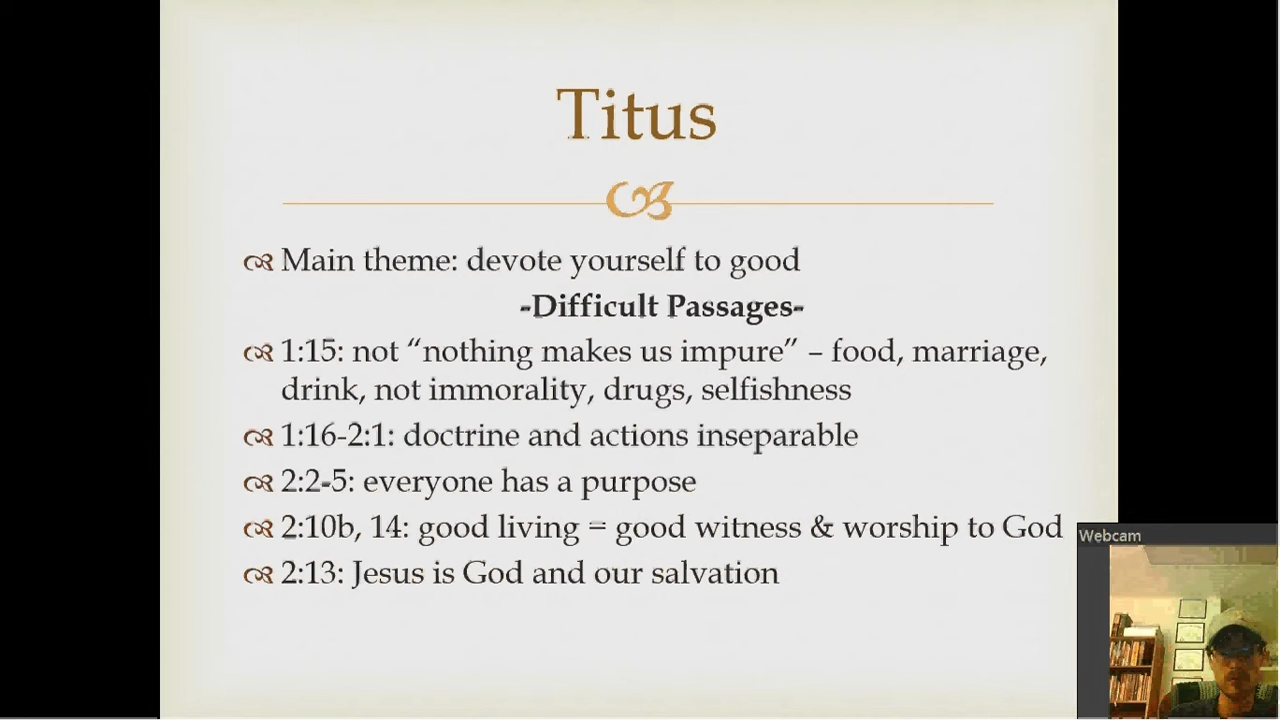 Titus
Main theme: devote yourself to good
-Difficult Passages-
1:15: not “nothing makes us impure” – food, marriage,
drink, not immorality, drugs, selfishness
1:16-2:1: doctrine and actions inseparable
2:2-5: everyone has a purpose
2:10b, 14: good living = good witness & worship to God
2:13: Jesus is God and our salvation
Webcam